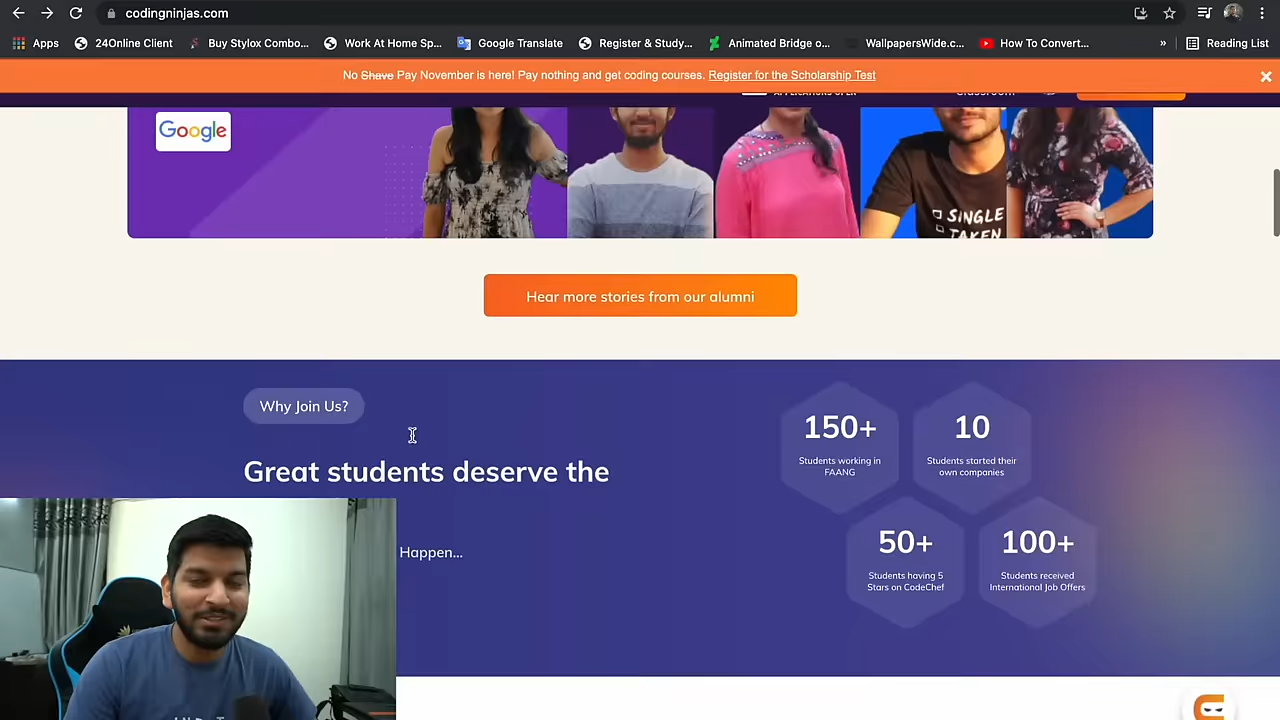 codingninjas.com
Apps
24Online Client
Buy Stylox Combo...
Work At Home Sp...
Google Translate
Register & Study...
Animated Bridge o...
WallpapersWide.c...
How To Convert...
»
Reading List
No Shave Pay November is here! Pay nothing and get coding courses. Register for the Scholarship Test
Google
SINGLE
TAKEN
Hear more stories from our alumni
Why Join Us?
Great students deserve the
Happen...
150+
Students working in
FAANG
10
Students started their
own companies
50+
Students having 5
Stars on CodeChef
100+
Students received
International Job Offers